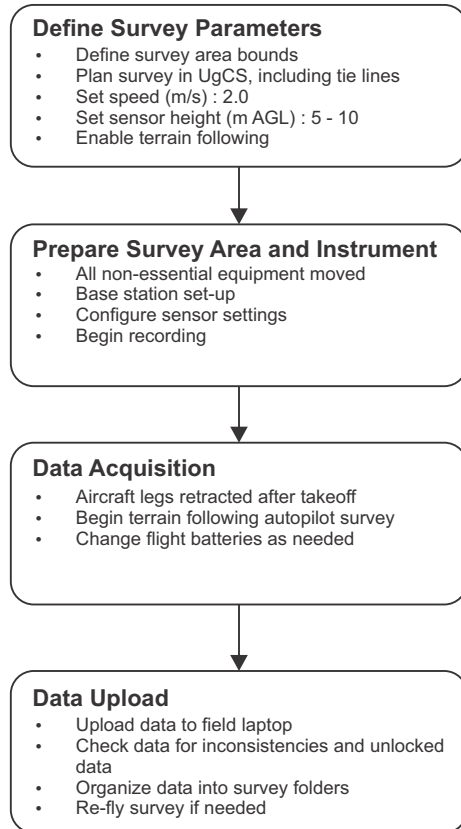 Define Survey Parameters
• Define survey area bounds
• Plan survey in UgCS, including tie lines
• Set speed (m/s) : 2.0
• Set sensor height (m AGL) : 5 - 10
• Enable terrain following
Prepare Survey Area and Instrument
• All non-essential equipment moved
• Base station set-up
• Configure sensor settings
• Begin recording
Data Acquisition
• Aircraft legs retracted after takeoff
• Begin terrain following autopilot survey
• Change flight batteries as needed
Data Upload
• Upload data to field laptop
• Check data for inconsistencies and unlocked
data
• Organize data into survey folders
• Re-fly survey if needed